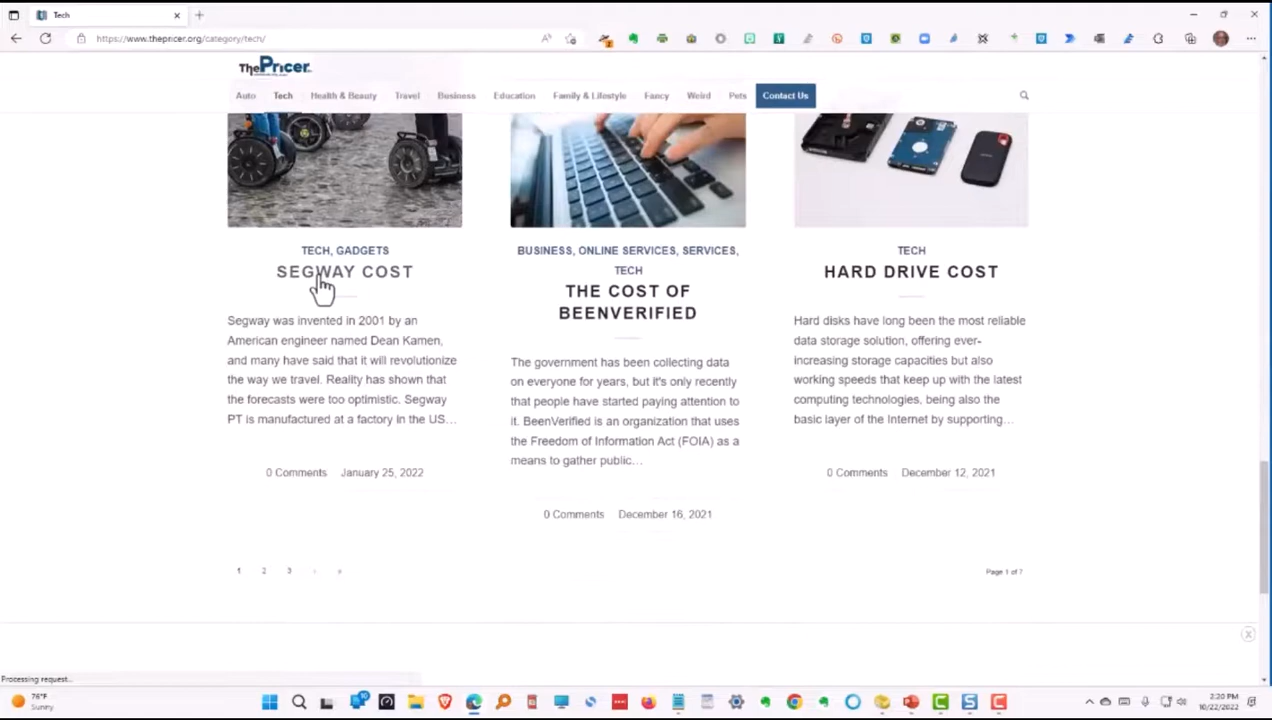 Tech
https://www.thepricer.org/category/tech/
ThePricer
Auto Tech Health & Beauty Travel Business Education Family & Lifestyle Fancy Weird Pets Contact Us
TECH, GADGETS
SEGWAY COST
Segway was invented in 2001 by an
American engineer named Dean Kamen,
and many have said that it will revolutionize
the way we travel. Reality has shown that
the forecasts were too optimistic. Segway
PT is manufactured at a factory in the US...
0 Comments January 25, 2022
BUSINESS, ONLINE SERVICES, SERVICES,
TECH
THE COST OF
BEENVERIFIED
The government has been collecting data
on everyone for years, but it's only recently
that people have started paying attention to
it. BeenVerified is an organization that uses
the Freedom of Information Act (FOIA) as a
means to gather public...
0 Comments December 16, 2021
TECH
HARD DRIVE COST
Hard disks have long been the most reliable
data storage solution, offering ever-
increasing storage capacities but also
working speeds that keep up with the latest
computing technologies, being also the
basic layer of the Internet by supporting...
0 Comments December 12, 2021
1 2 3 › »
Page 1 of 7
Processing request...
76°F
Sunny
2:20 PM
10/22/2022